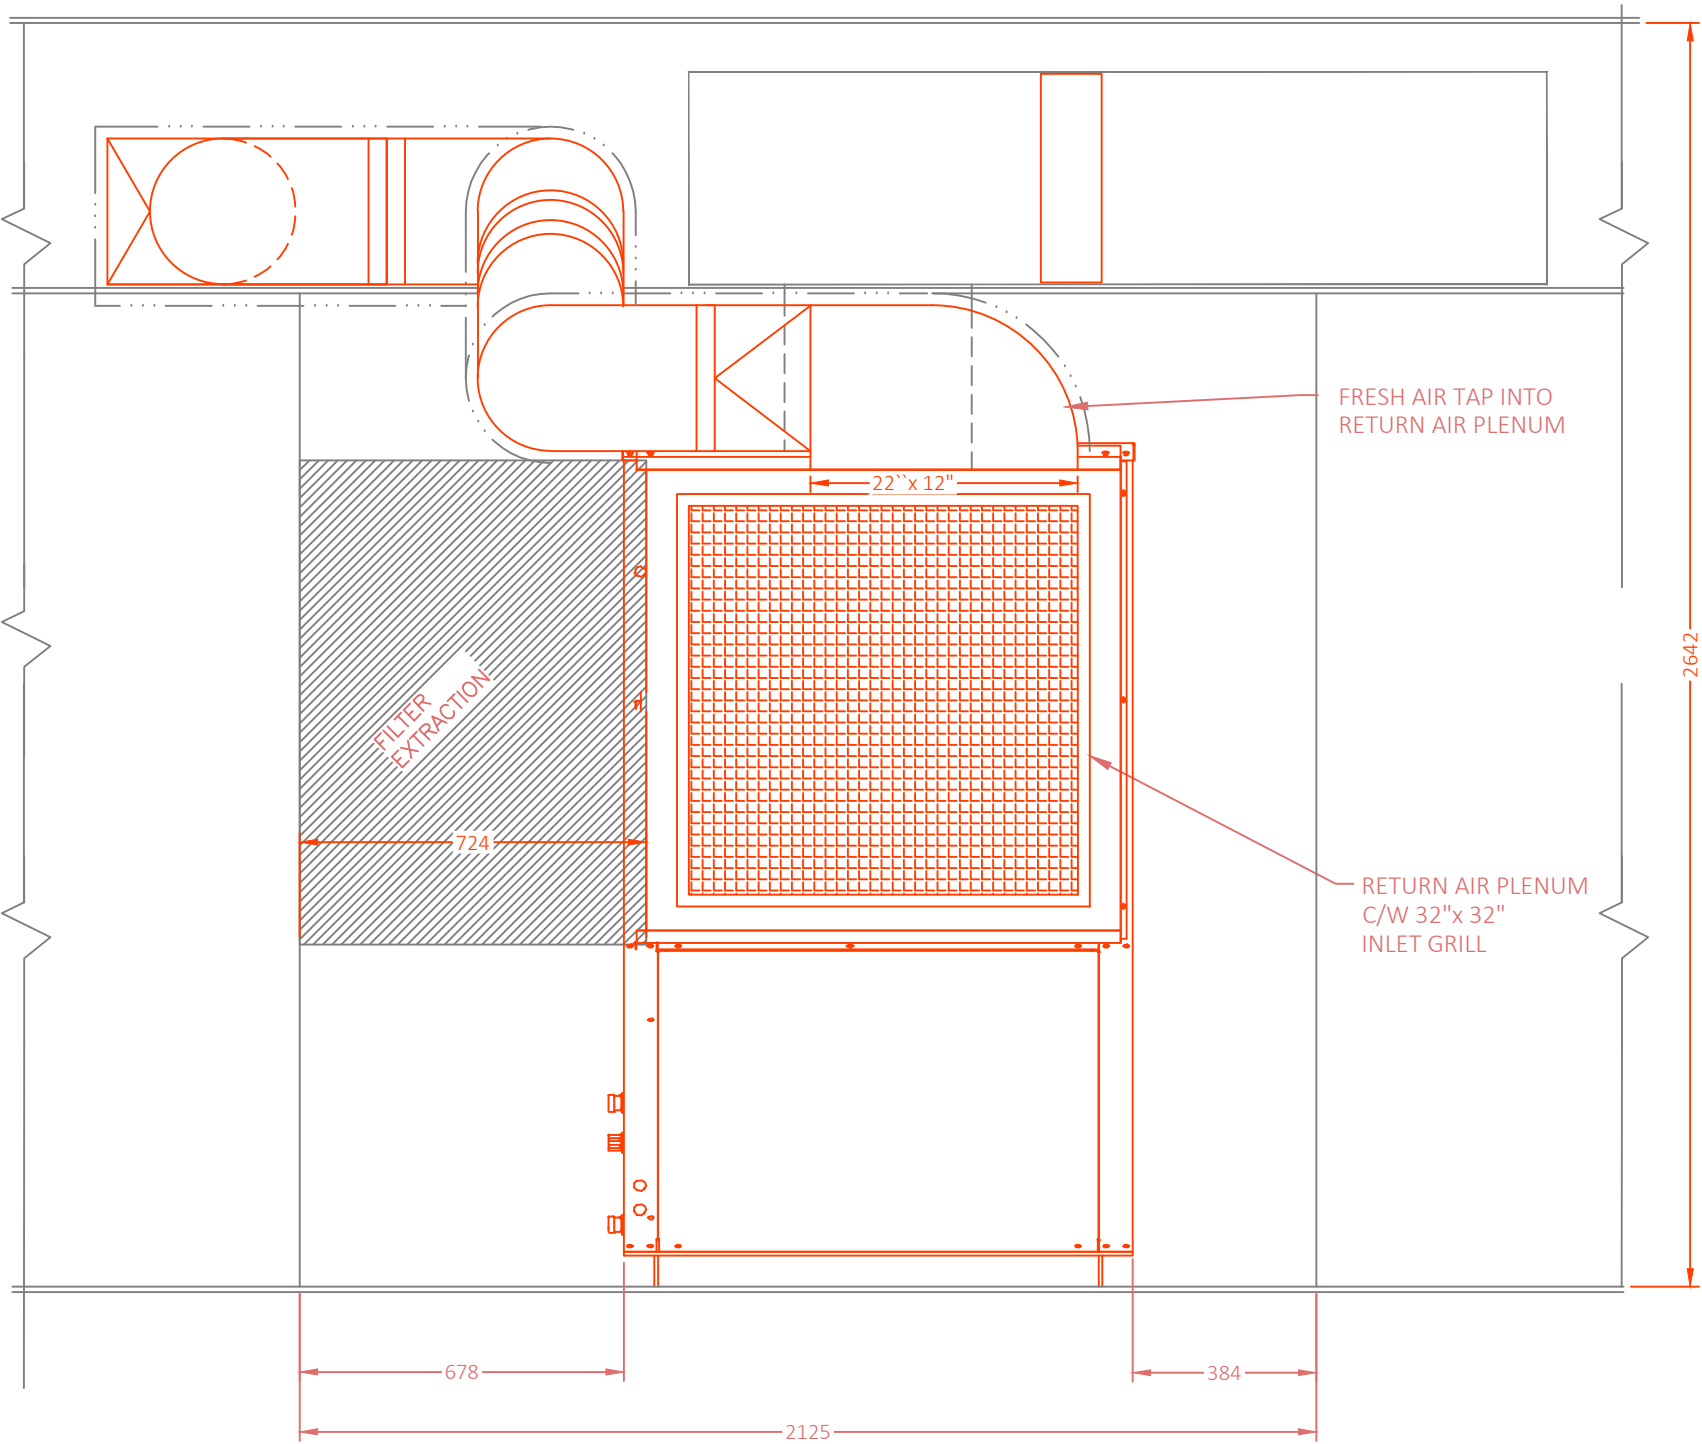 FRESH AIR TAP INTO
RETURN AIR PLENUM
22``x 12"
2642
FILTER
EXTRACTION
724
RETURN AIR PLENUM
C/W 32"x 32"
INLET GRILL
678
384
2125